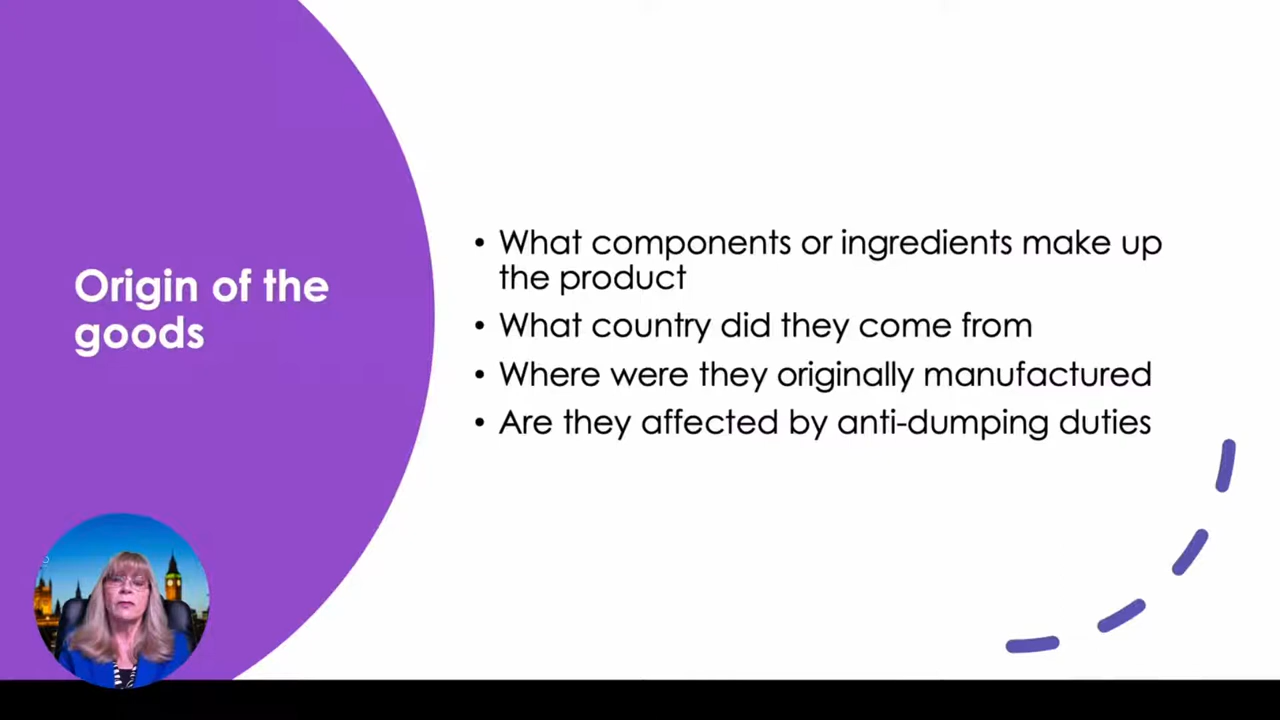 Origin of the
goods
• What components or ingredients make up
the product
• What country did they come from
• Where were they originally manufactured
• Are they affected by anti-dumping duties